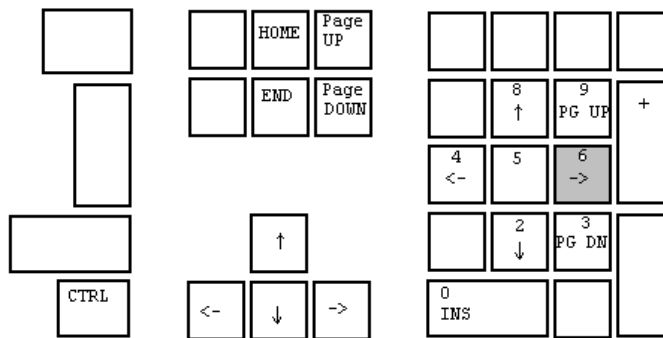 HOME
Page
UP
END
Page
DOWN
8
↑
9
PG UP
+
4
<-
5
6
->
↑
2
↓
3
PG DN
CTRL
<-
↓
->
0
INS